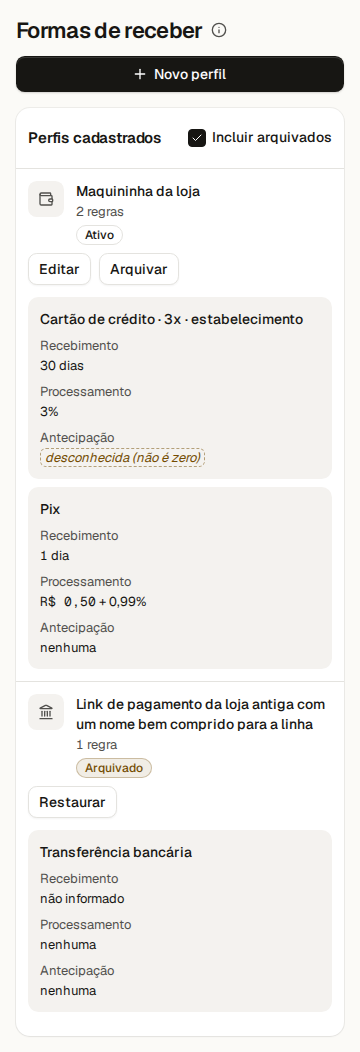 Formas de receber
Novo perfil
Perfis cadastrados
Incluir arquivados
Maquininha da loja
2 regras
Ativo
Editar
Arquivar
Cartão de crédito · 3x · estabelecimento
Recebimento
30 dias
Processamento
3%
Antecipação
desconhecida (não é zero)
Pix
Recebimento
1 dia
Processamento
R$ 0,50 + 0,99%
Antecipação
nenhuma
Link de pagamento da loja antiga com
um nome bem comprido para a linha
1 regra
Arquivado
Restaurar
Transferência bancária
Recebimento
não informado
Processamento
nenhuma
Antecipação
nenhuma